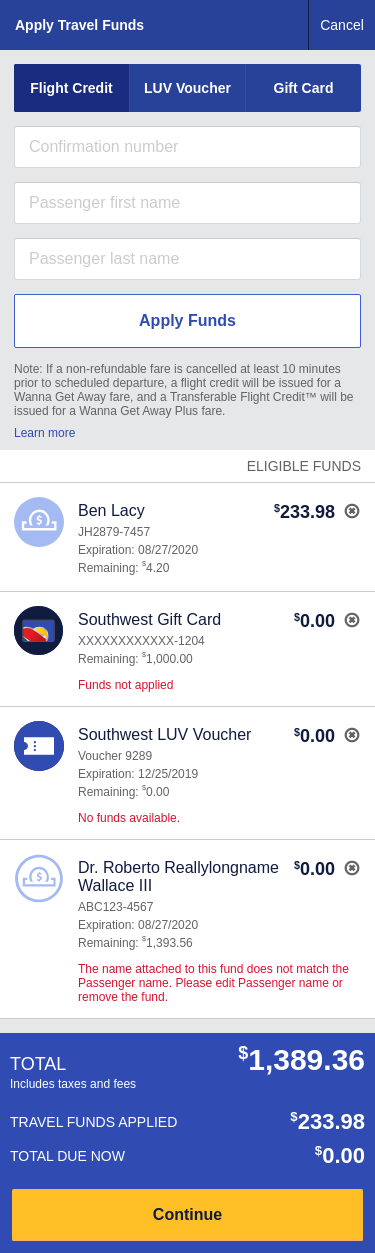 Apply Travel Funds
Cancel
Flight Credit
LUV Voucher
Gift Card
Confirmation number
Passenger first name
Passenger last name
Apply Funds
Note: If a non-refundable fare is cancelled at least 10 minutes
prior to scheduled departure, a flight credit will be issued for a
Wanna Get Away fare, and a Transferable Flight Credit™ will be
issued for a Wanna Get Away Plus fare.
Learn more
ELIGIBLE FUNDS
Ben Lacy
$233.98
JH2879-7457
Expiration: 08/27/2020
Remaining: $4.20
Southwest Gift Card
$0.00
XXXXXXXXXXXX-1204
Remaining: $1,000.00
Funds not applied
Southwest LUV Voucher
$0.00
Voucher 9289
Expiration: 12/25/2019
Remaining: $0.00
No funds available.
Dr. Roberto Reallylongname
Wallace III
$0.00
ABC123-4567
Expiration: 08/27/2020
Remaining: $1,393.56
The name attached to this fund does not match the
Passenger name. Please edit Passenger name or
remove the fund.
TOTAL
$1,389.36
Includes taxes and fees
TRAVEL FUNDS APPLIED
$233.98
TOTAL DUE NOW
$0.00
Continue